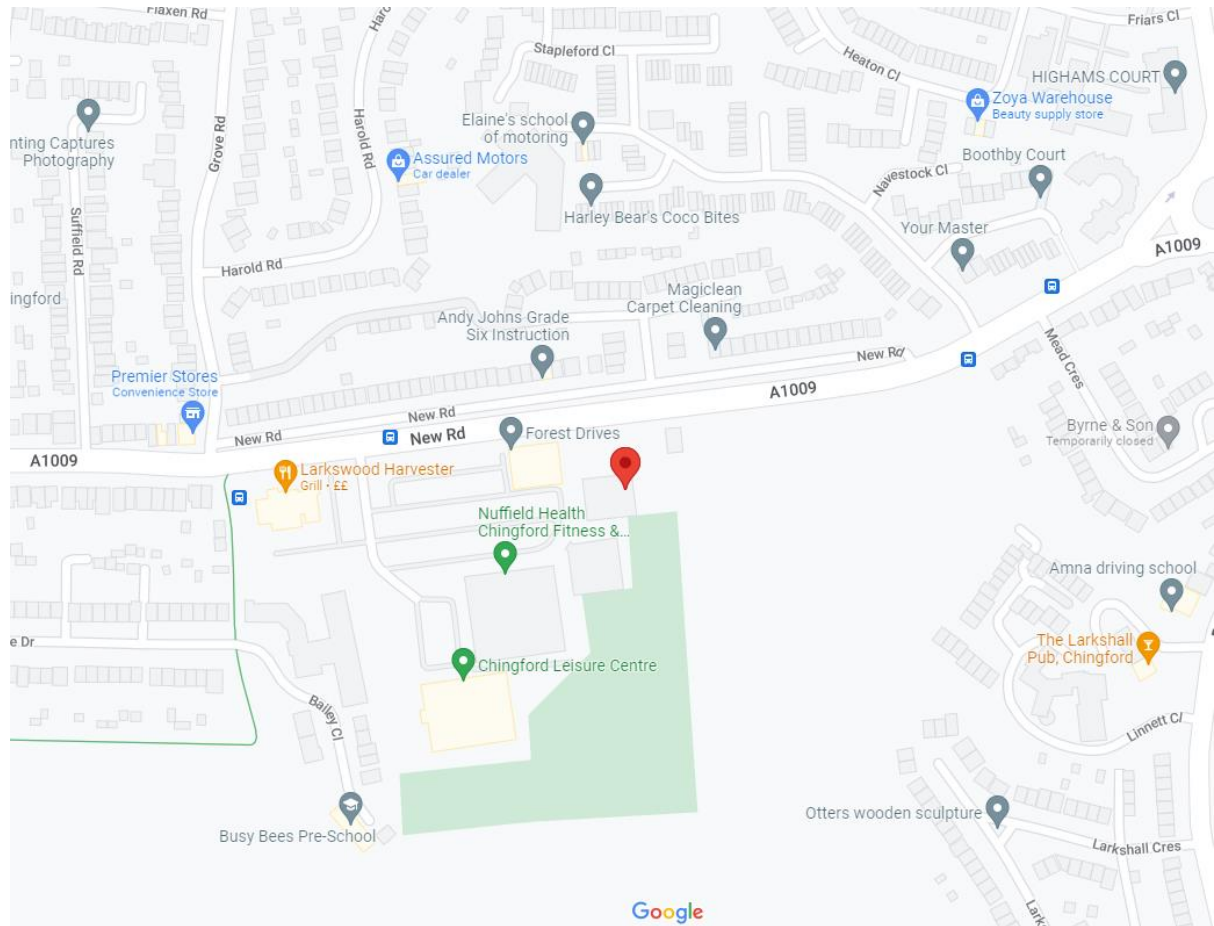 Flaxen Rd
Friars Cl
Stapleford Cl
Heaton Cl
HIGHAMS COURT
Zoya Warehouse
Beauty supply store
Elaine's school
of motoring
Harold Rd
Grove Rd
nting Captures
Photography
Assured Motors
Car dealer
Boothby Court
Navestock Cl
Harley Bear's Coco Bites
Your Master
Suffield Rd
A1009
Harold Rd
ingford
Magiclean
Carpet Cleaning
Andy Johns Grade
Six Instruction
New Rd
Mead Cres
Premier Stores
Convenience Store
A1009
New Rd
New Rd
New Rd
Forest Drives
Byrne & Son
Temporarily closed
A1009
Larkswood Harvester
Grill · ££
Nuffield Health
Chingford Fitness &...
Amna driving school
e Dr
The Larkshall
Pub, Chingford
Chingford Leisure Centre
Bailey Cl
Linnett Cl
Otters wooden sculpture
Busy Bees Pre-School
Larkshall Cres
Google